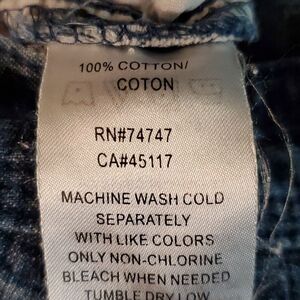 100% COTTON/
COTON
RN#74747
CA#45117
MACHINE WASH COLD
SEPARATELY
WITH LIKE COLORS
ONLY NON-CHLORINE
BLEACH WHEN NEEDED
TUMBLE DRY LOW